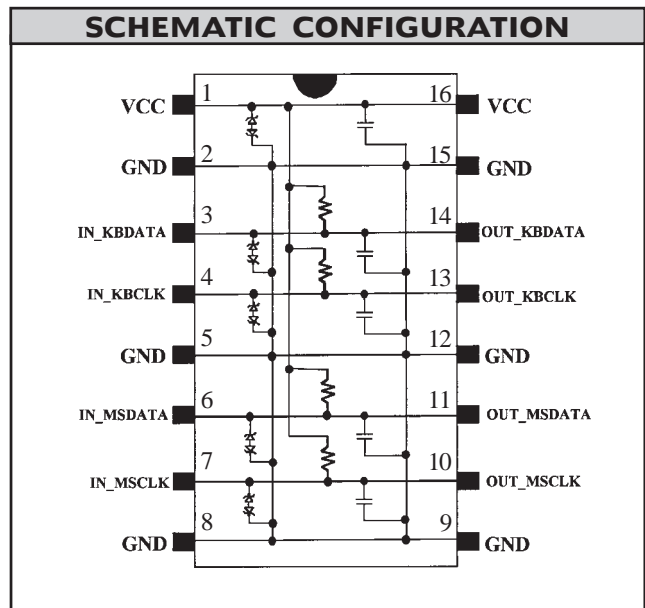 SCHEMATIC CONFIGURATION
VCC 1 16 VCC
GND 2 15 GND
IN_KBDATA 3 14 OUT_KBDATA
IN_KBCLK 4 13 OUT_KBCLK
GND 5 12 GND
IN_MSDATA 6 11 OUT_MSDATA
IN_MSCLK 7 10 OUT_MSCLK
GND 8 9 GND